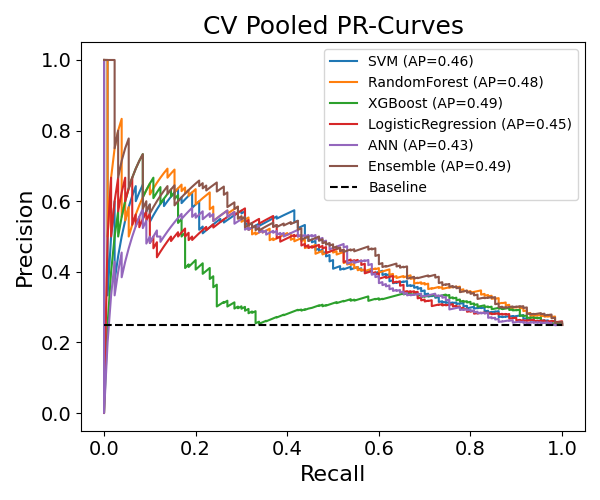 CV Pooled PR-Curves
Precision
1.0
0.8
0.6
0.4
0.2
0.0
SVM (AP=0.46)
RandomForest (AP=0.48)
XGBoost (AP=0.49)
LogisticRegression (AP=0.45)
ANN (AP=0.43)
Ensemble (AP=0.49)
Baseline
0.0 0.2 0.4 0.6 0.8 1.0
Recall